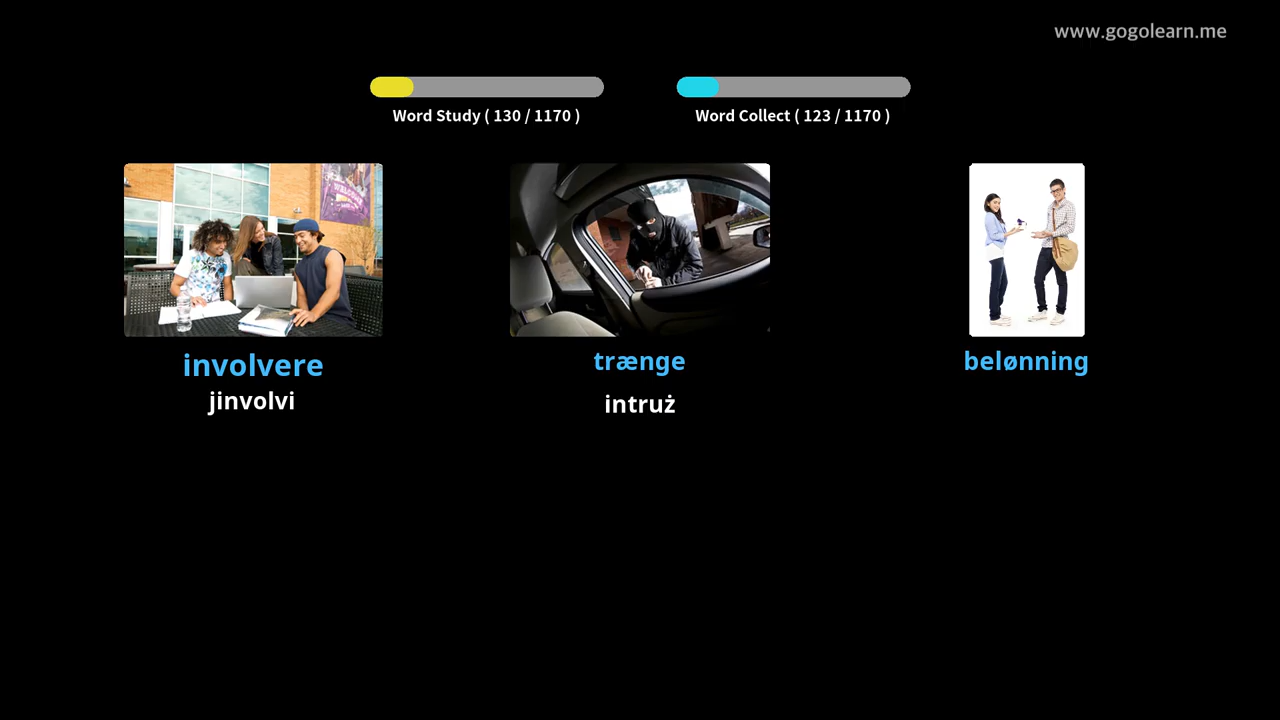 www.gogolearn.me
Word Study ( 130 / 1170 )
Word Collect ( 123 / 1170 )
involvere
trænge
belønning
jinvolvi
intruż